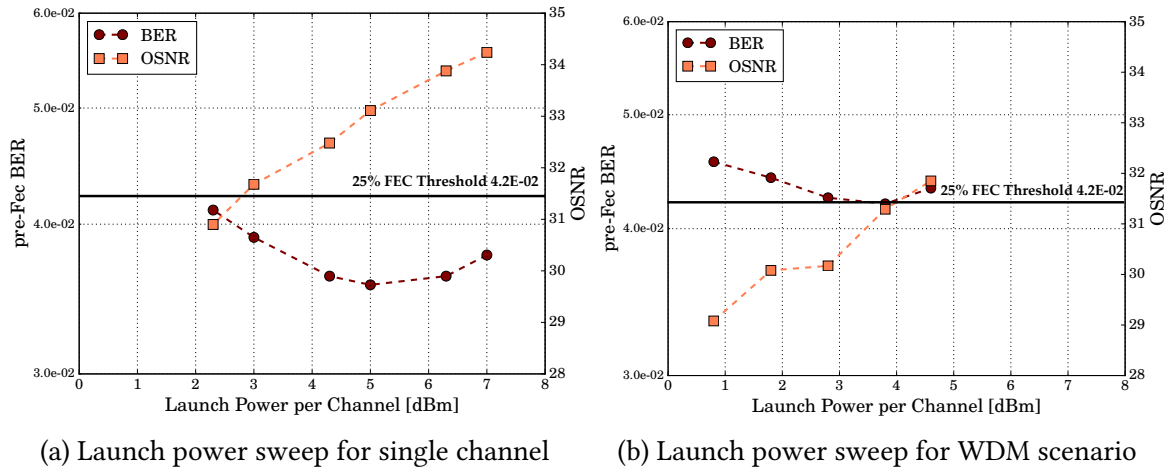 6.0e-02
5.0e-02
4.0e-02
3.0e-02
pre-Fec BER
BER
OSNR
25% FEC Threshold 4.2E-02
35
34
33
32
31
30
29
28
OSNR
0 1 2 3 4 5 6 7 8
Launch Power per Channel [dBm]
(a) Launch power sweep for single channel
6.0e-02
5.0e-02
4.0e-02
3.0e-02
pre-Fec BER
BER
OSNR
25% FEC Threshold 4.2E-02
35
34
33
32
31
30
29
28
OSNR
0 1 2 3 4 5 6 7 8
Launch Power per Channel [dBm]
(b) Launch power sweep for WDM scenario